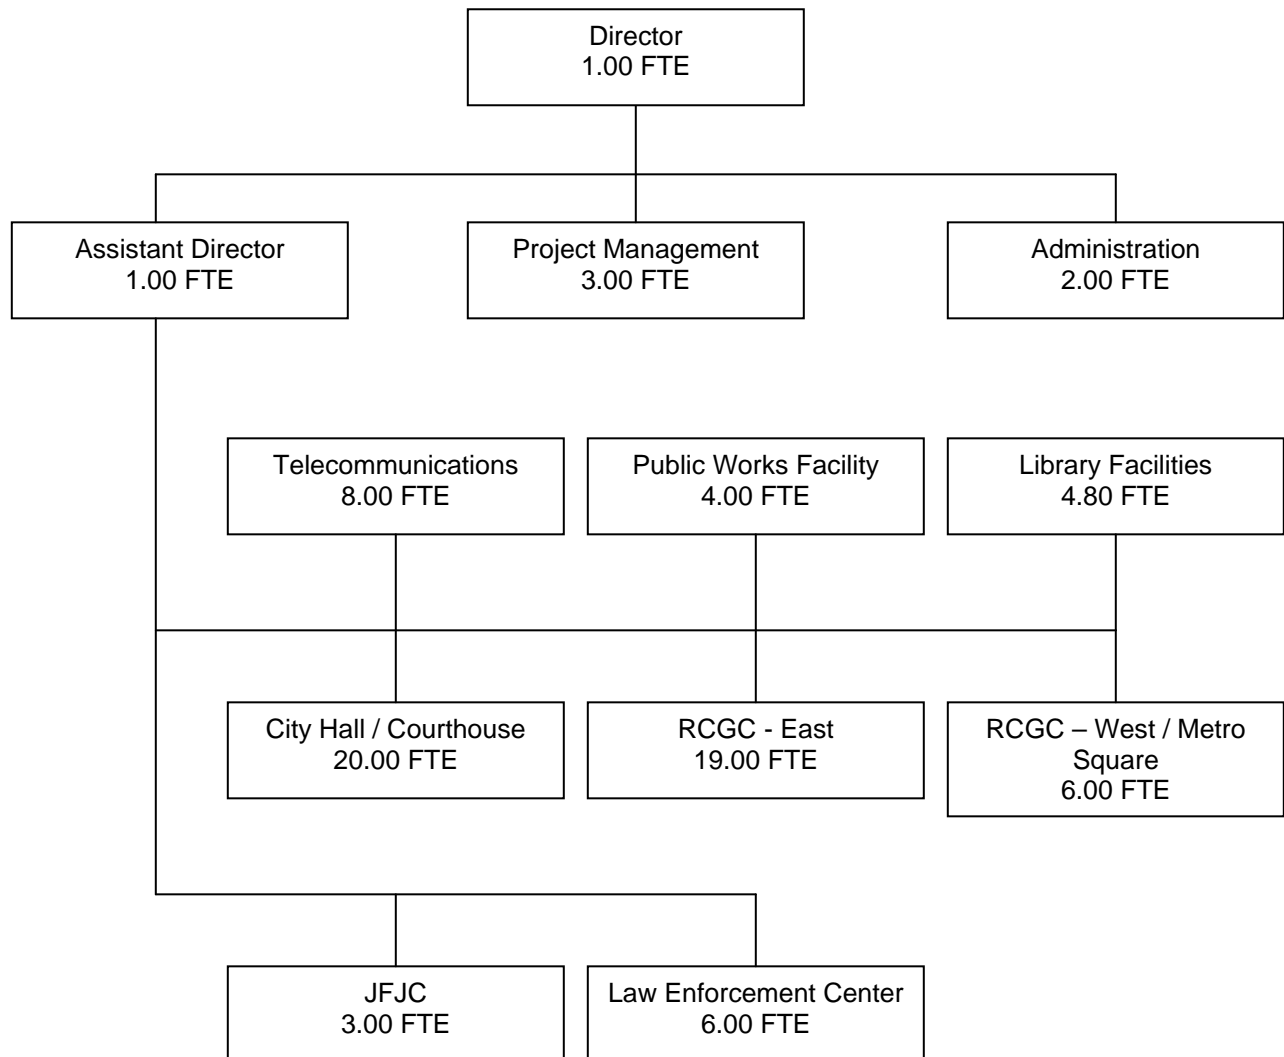 Director
1.00 FTE
Assistant Director
1.00 FTE
Project Management
3.00 FTE
Administration
2.00 FTE
Telecommunications
8.00 FTE
Public Works Facility
4.00 FTE
Library Facilities
4.80 FTE
City Hall / Courthouse
20.00 FTE
RCGC - East
19.00 FTE
RCGC – West / Metro
Square
6.00 FTE
JFJC
3.00 FTE
Law Enforcement Center
6.00 FTE